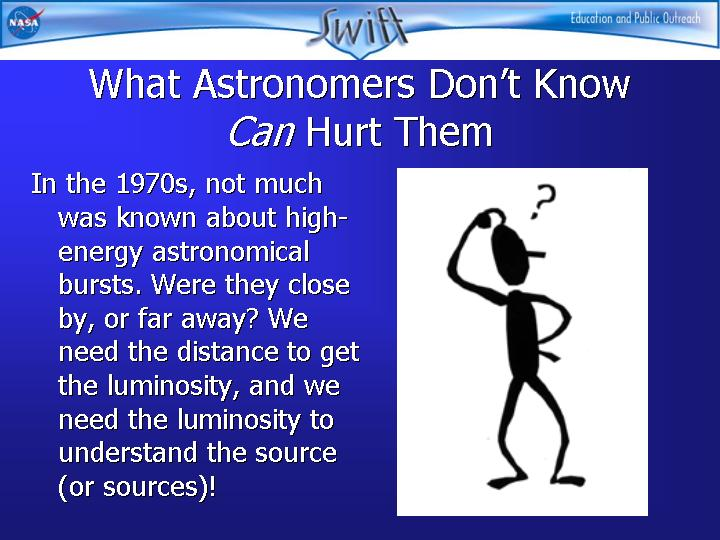 NASA
Swift
Education and Public Outreach
What Astronomers Don’t Know
Can Hurt Them
In the 1970s, not much
was known about high-
energy astronomical
bursts. Were they close
by, or far away? We
need the distance to get
the luminosity, and we
need the luminosity to
understand the source
(or sources)!
?